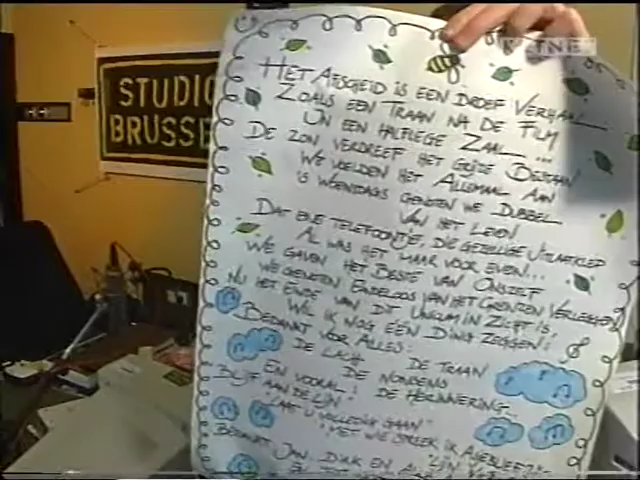 KETNET
STUDIO
BRUSSE
HET AFSCHEID IS EEN DROEF VERHAAL
ZOALS EEN TRAAN NA DE FILM
IN EEN HALFLEGE ZAAL...
DE ZON VERDREEF HET GRIJZE BESTAAN
WE VOELDEN HET ALLEMAAL AAN
'S WOENSDAGS GENOTEN WE DUBBEL
VAN HET LEVEN
DAT ENE TELEFOONTJE, DIE GEZELLIGE UITLAATKLEP
AL WAS HET MAAR VOOR EVEN...
WE GAVEN HET BESTE VAN ONSZELF
WE GENOTEN EINDELOOS VAN HET GRENZEN VERLEGGEN
NU HET EINDE VAN DIT UNICUM IN ZICHT IS,
WIL IK NOG EEN DING ZEGGEN:
BEDANKT VOOR ALLES: DE TRAAN
DE LACH DE NONSENS
EN VOORAL: DE HERINNERING...
BLIJF AAN DE LIJN
"LAAT U VOLLEDIG GAAN"
"MET WIE SPREEK IK ALSTUBLIEFT?"
BEDANKT JAN, DIRK EN